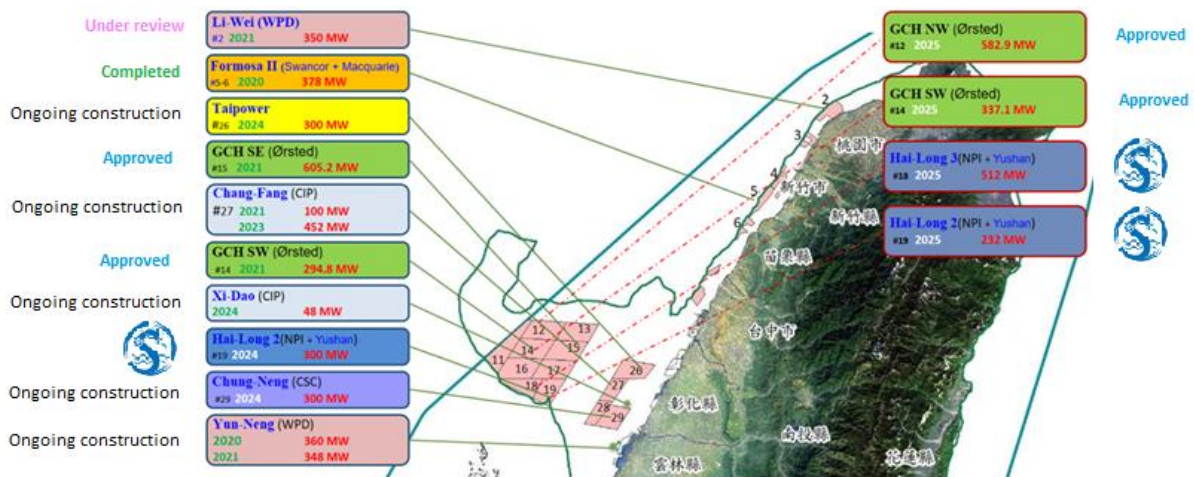 Under review
Li-Wei (WPD)
#2 2021 350 MW
Completed
Formosa II (Swancor + Macquarie)
#5-6 2020 378 MW
Ongoing construction
Taipower
#26 2024 300 MW
Approved
GCH SE (Ørsted)
#15 2021 605.2 MW
Ongoing construction
Chang-Fang (CIP)
#27 2021 100 MW
2023 452 MW
Approved
GCH SW (Ørsted)
#14 2021 294.8 MW
Ongoing construction
Xi-Dao (CIP)
2024 48 MW
Hai-Long 2(NPI + Yushan)
#19 2024 300 MW
Ongoing construction
Chung-Neng (CSC)
#29 2024 300 MW
Ongoing construction
Yun-Neng (WPD)
2020 360 MW
2021 348 MW
GCH NW (Ørsted)
#12 2025 582.9 MW
Approved
GCH SW (Ørsted)
#14 2025 337.1 MW
Approved
Hai-Long 3(NPI + Yushan)
#18 2025 512 MW
Hai-Long 2(NPI + Yushan)
#19 2025 232 MW
2
3
桃園市
4
新竹市
5
新竹縣
6
苗栗縣
台中市
12 13
14 15
11 16 17
18 19
26
27
28
29
彰化縣
南投縣
雲林縣
花蓮縣